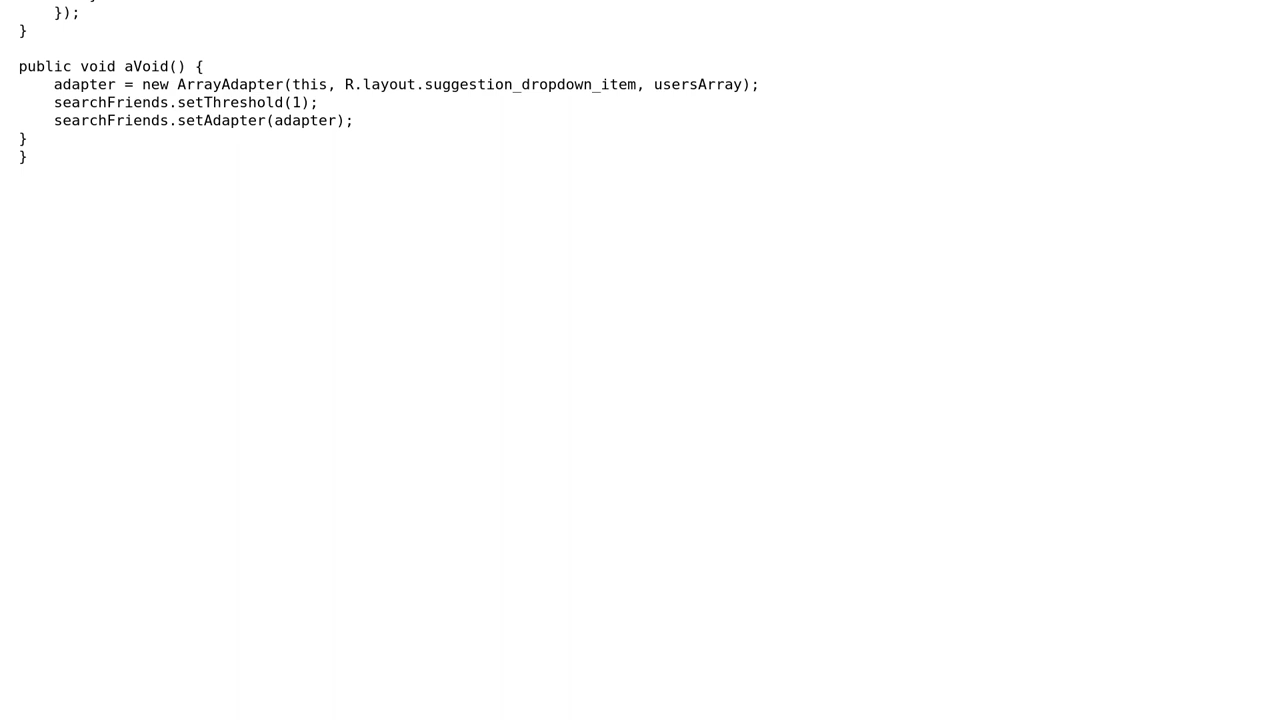 });
}

public void aVoid() {
    adapter = new ArrayAdapter(this, R.layout.suggestion_dropdown_item, usersArray);
    searchFriends.setThreshold(1);
    searchFriends.setAdapter(adapter);
}
}